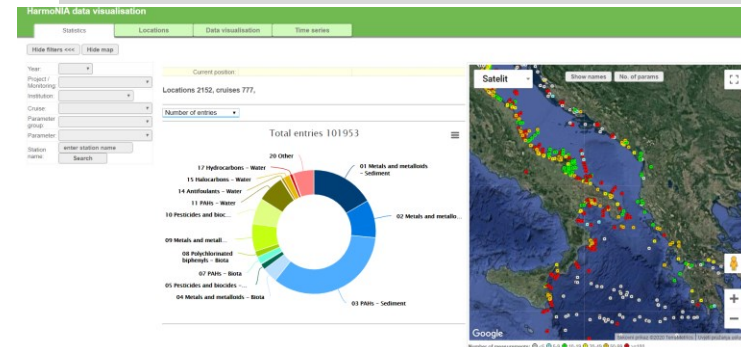 HarmoNIA data visualisation
Statistics
Locations
Data visualisation
Time series
Hide filters <<<
Hide map
Year:
Project /
Monitoring:
Institution:
Cruise:
Parameter
group:
Parameter
Station
name:
enter station name
Search
Current position:
Locations 2152, cruises 777,
Number of entries
Total entries 101953
20 Other
17 Hydrocarbons - Water
15 Halocarbons - Water
14 Antifoulants - Water
11 PAHs - Water
10 Pesticides and bioc...
09 Metals and metall...
08 Polychlorinated
biphenyls - Biota
07 PAHs - Biota
05 Pesticides and biocides -...
04 Metals and metalloids - Biota
01 Metals and metalloids
- Sediment
02 Metals and metallo...
03 PAHs - Sediment
Satelit
Show names
No. of params
Google